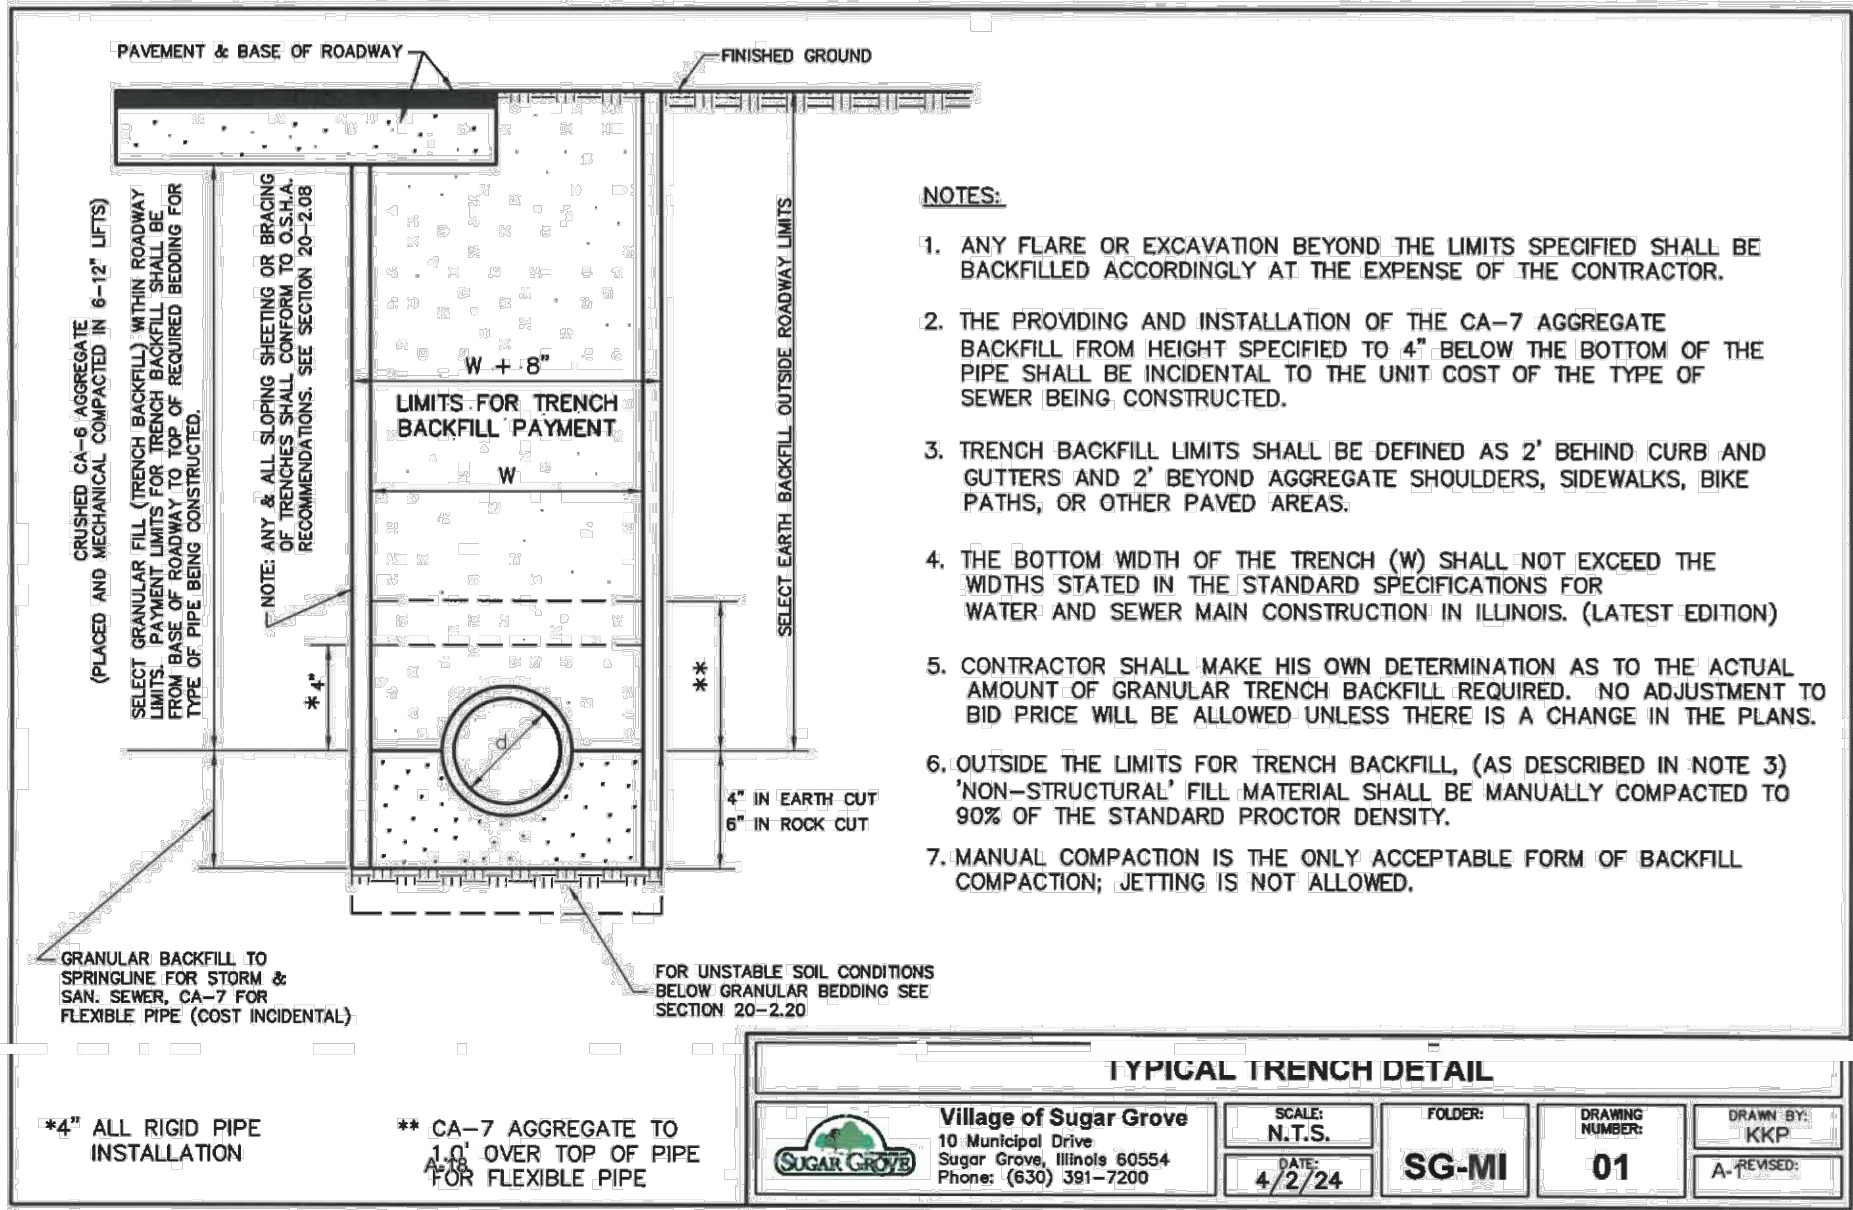 PAVEMENT & BASE OF ROADWAY
FINISHED GROUND
CRUSHED CA-6 AGGREGATE
(PLACED AND MECHANICAL COMPACTED IN 6-12" LIFTS)
SELECT GRANULAR FILL (TRENCH BACKFILL) WITHIN ROADWAY
LIMITS. PAYMENT LIMITS FOR TRENCH BACKFILL SHALL BE
FROM BASE OF ROADWAY TO TOP OF REQUIRED BEDDING FOR
TYPE OF PIPE BEING CONSTRUCTED.
NOTE: ANY & ALL SLOPING SHEETING OR BRACING
OF TRENCHES SHALL CONFORM TO O.S.H.A.
RECOMMENDATIONS. SEE SECTION 20-2.08
W + 8"
LIMITS FOR TRENCH
BACKFILL PAYMENT
W
SELECT EARTH BACKFILL OUTSIDE ROADWAY LIMITS
*4"
**
d
4" IN EARTH CUT
6" IN ROCK CUT
GRANULAR BACKFILL TO
SPRINGLINE FOR STORM &
SAN. SEWER, CA-7 FOR
FLEXIBLE PIPE (COST INCIDENTAL)
FOR UNSTABLE SOIL CONDITIONS
BELOW GRANULAR BEDDING SEE
SECTION 20-2.20
NOTES:
1. ANY FLARE OR EXCAVATION BEYOND THE LIMITS SPECIFIED SHALL BE
BACKFILLED ACCORDINGLY AT THE EXPENSE OF THE CONTRACTOR.
2. THE PROVIDING AND INSTALLATION OF THE CA-7 AGGREGATE
BACKFILL FROM HEIGHT SPECIFIED TO 4" BELOW THE BOTTOM OF THE
PIPE SHALL BE INCIDENTAL TO THE UNIT COST OF THE TYPE OF
SEWER BEING CONSTRUCTED.
3. TRENCH BACKFILL LIMITS SHALL BE DEFINED AS 2' BEHIND CURB AND
GUTTERS AND 2' BEYOND AGGREGATE SHOULDERS, SIDEWALKS, BIKE
PATHS, OR OTHER PAVED AREAS.
4. THE BOTTOM WIDTH OF THE TRENCH (W) SHALL NOT EXCEED THE
WIDTHS STATED IN THE STANDARD SPECIFICATIONS FOR
WATER AND SEWER MAIN CONSTRUCTION IN ILLINOIS. (LATEST EDITION)
5. CONTRACTOR SHALL MAKE HIS OWN DETERMINATION AS TO THE ACTUAL
AMOUNT OF GRANULAR TRENCH BACKFILL REQUIRED. NO ADJUSTMENT TO
BID PRICE WILL BE ALLOWED UNLESS THERE IS A CHANGE IN THE PLANS.
6. OUTSIDE THE LIMITS FOR TRENCH BACKFILL, (AS DESCRIBED IN NOTE 3)
'NON-STRUCTURAL' FILL MATERIAL SHALL BE MANUALLY COMPACTED TO
90% OF THE STANDARD PROCTOR DENSITY.
7. MANUAL COMPACTION IS THE ONLY ACCEPTABLE FORM OF BACKFILL
COMPACTION; JETTING IS NOT ALLOWED.
*4" ALL RIGID PIPE
INSTALLATION
** CA-7 AGGREGATE TO
1.0' OVER TOP OF PIPE
A-18
FOR FLEXIBLE PIPE
TYPICAL TRENCH DETAIL
SUGAR GROVE
Village of Sugar Grove
10 Municipal Drive
Sugar Grove, Illinois 60554
Phone: (630) 391-7200
SCALE:
N.T.S.
DATE:
4/2/24
FOLDER:
SG-MI
DRAWING
NUMBER:
01
DRAWN BY:
KKP
REVISED:
A-1